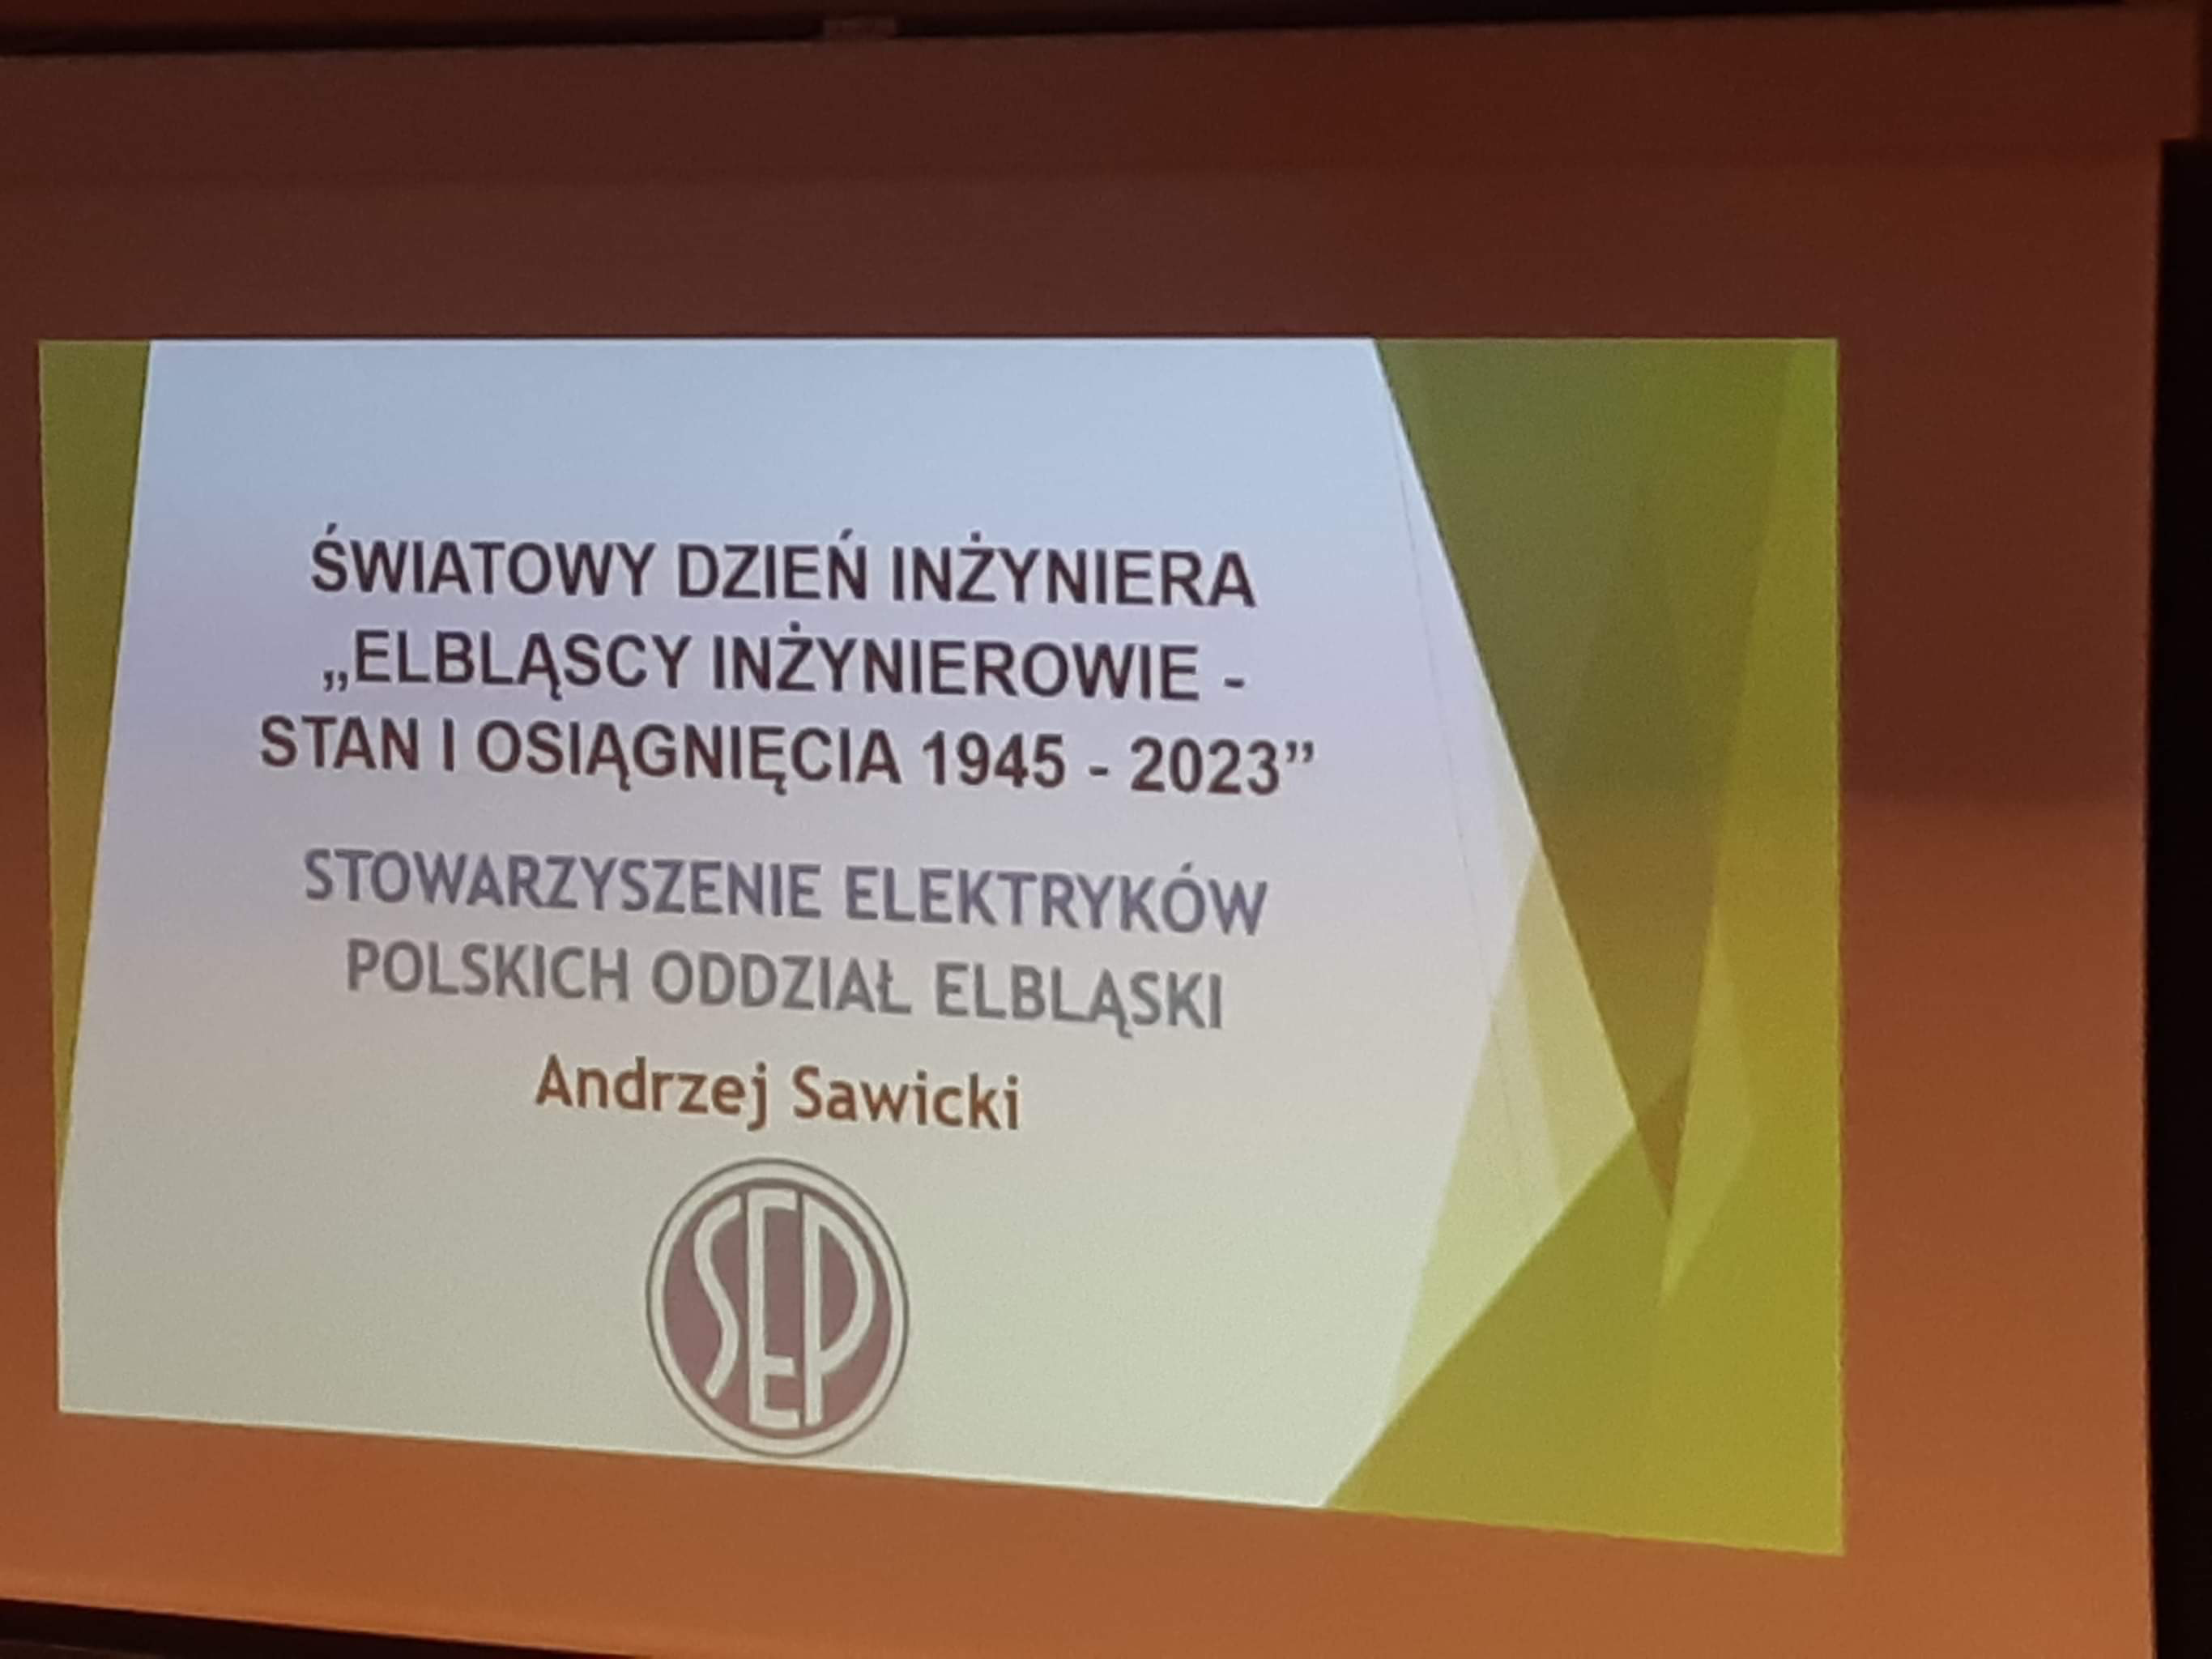 ŚWIATOWY DZIEŃ INŻYNIERA
„ELBLĄSCY INŻYNIEROWIE -
STAN I OSIĄGNIĘCIA 1945 - 2023”
STOWARZYSZENIE ELEKTRYKÓW
POLSKICH ODDZIAŁ ELBLĄSKI
Andrzej Sawicki
SEP